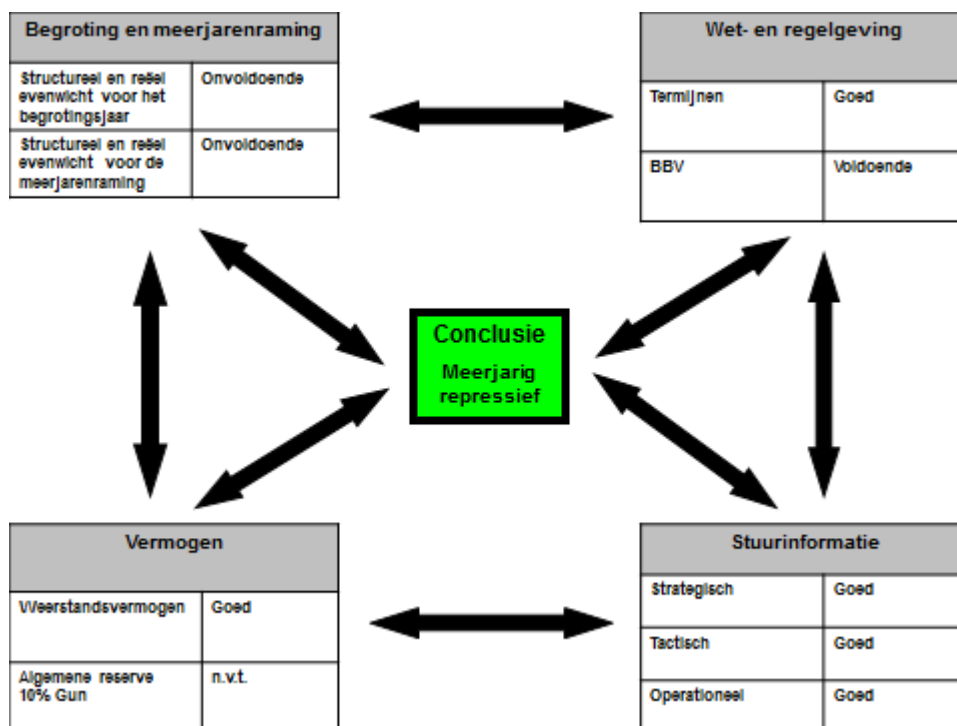 Begroting en meerjarenraming
Structureel en reëel
evenwicht voor het
begrotingsjaar
Onvoldoende
Structureel en reëel
evenwicht voor de
meerjarenraming
Onvoldoende
Wet- en regelgeving
Termijnen
Goed
BBV
Voldoende
Conclusie
Meerjarig
repressief
Vermogen
Weerstandsvermogen
Goed
Algemene reserve
10% Gun
n.v.t.
Stuurinformatie
Strategisch
Goed
Tactisch
Goed
Operationeel
Goed